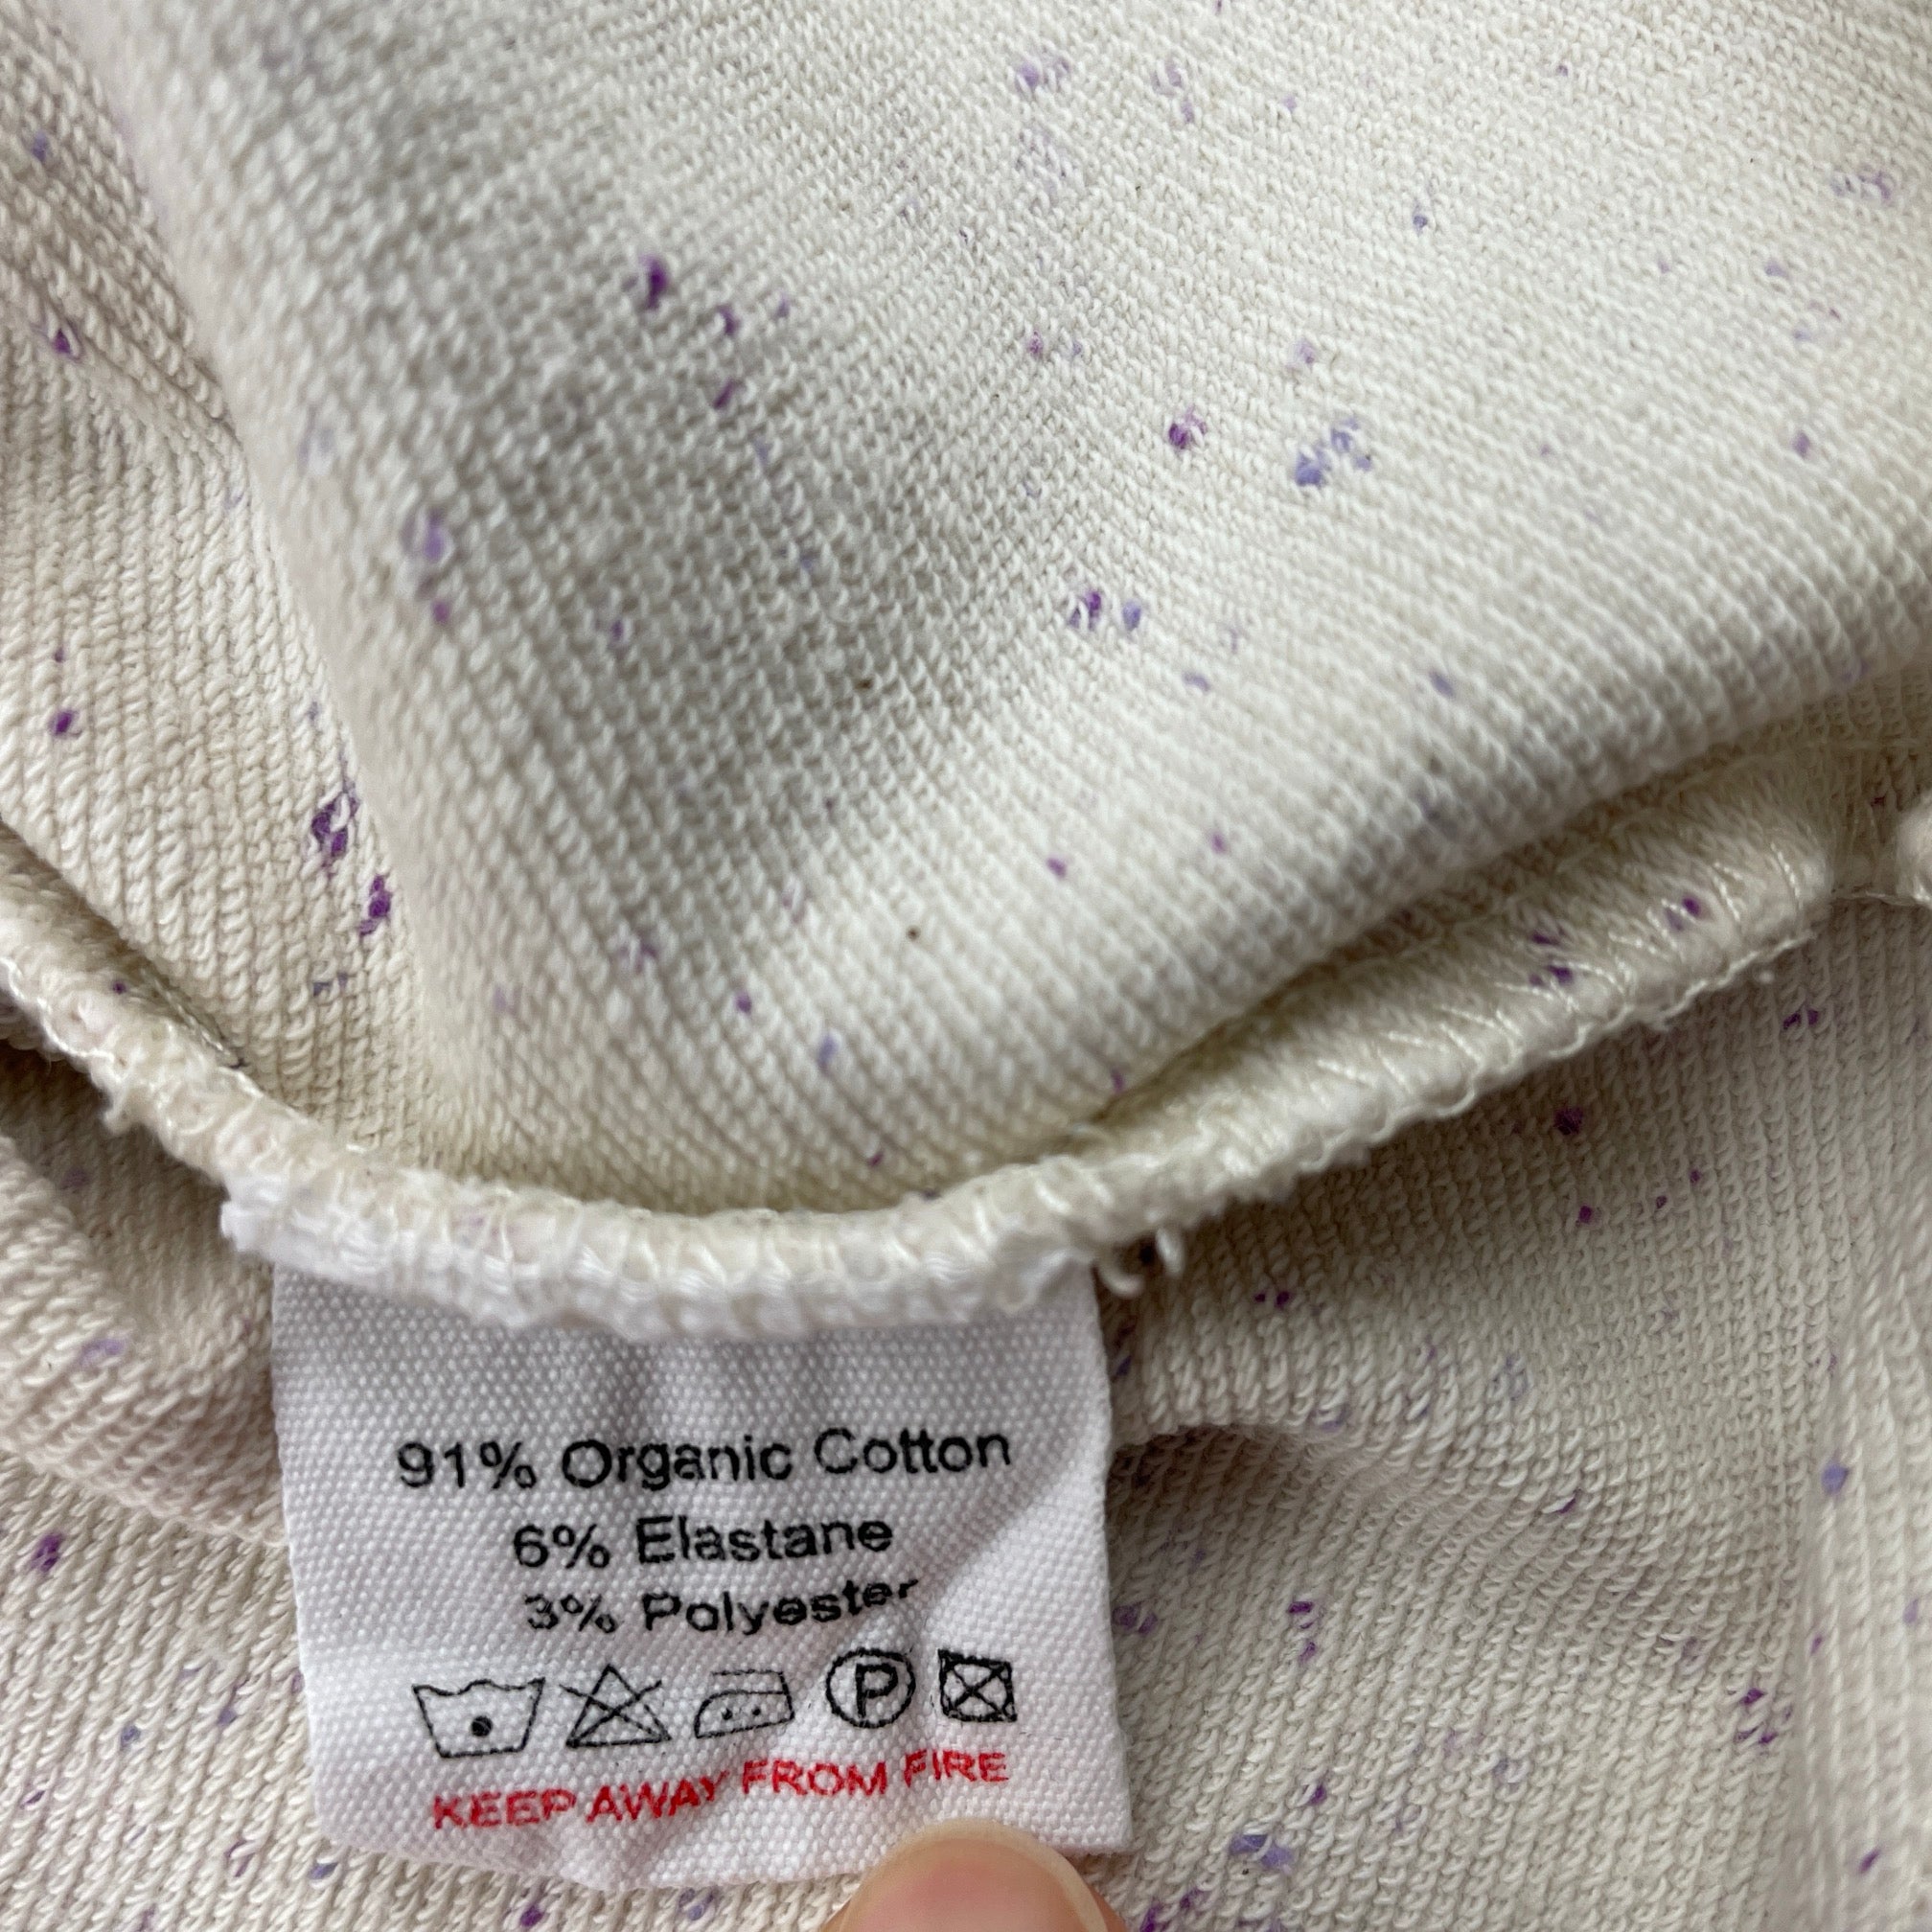 91% Organic Cotton
6% Elastane
3% Polyester
P
KEEP AWAY FROM FIRE